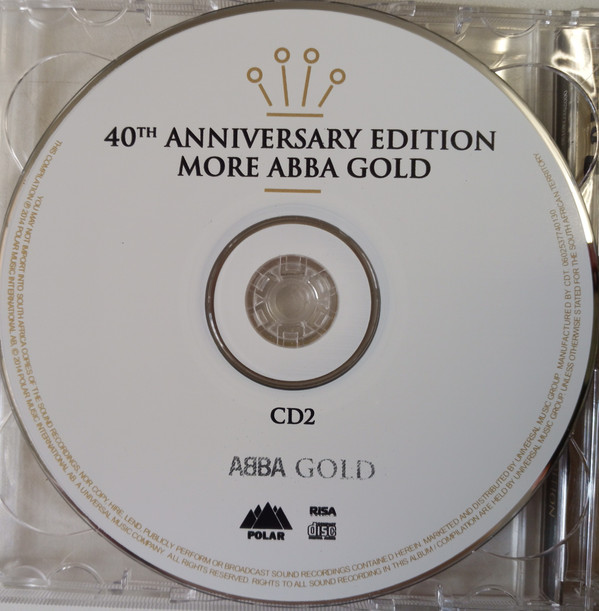 40TH ANNIVERSARY EDITION
MORE ABBA GOLD
CD2
ABBA GOLD
POLAR
RISA
disc
THIS COMPILATION ℗ 2014 POLAR MUSIC INTERNATIONAL AB. © 2014 POLAR MUSIC INTERNATIONAL AB. A UNIVERSAL MUSIC COMPANY. ALL RIGHTS RESERVED. RIGHTS TO ALL SOUND RECORDING IN THIS ALBUM / COMPILATION ARE HELD BY UNIVERSAL MUSIC GROUP UNLESS OTHERWISE STATED FOR THE SOUTH AFRICAN TERRITORY
YOU MAY NOT IMPORT INTO SOUTH AFRICA COPIES OF THE SOUND RECORDINGS, NOR COPY, HIRE, LEND, PUBLICLY PERFORM OR BROADCAST SOUND RECORDINGS CONTAINED HEREIN. MARKETED AND DISTRIBUTED BY UNIVERSAL MUSIC GROUP. MANUFACTURED BY CDT.